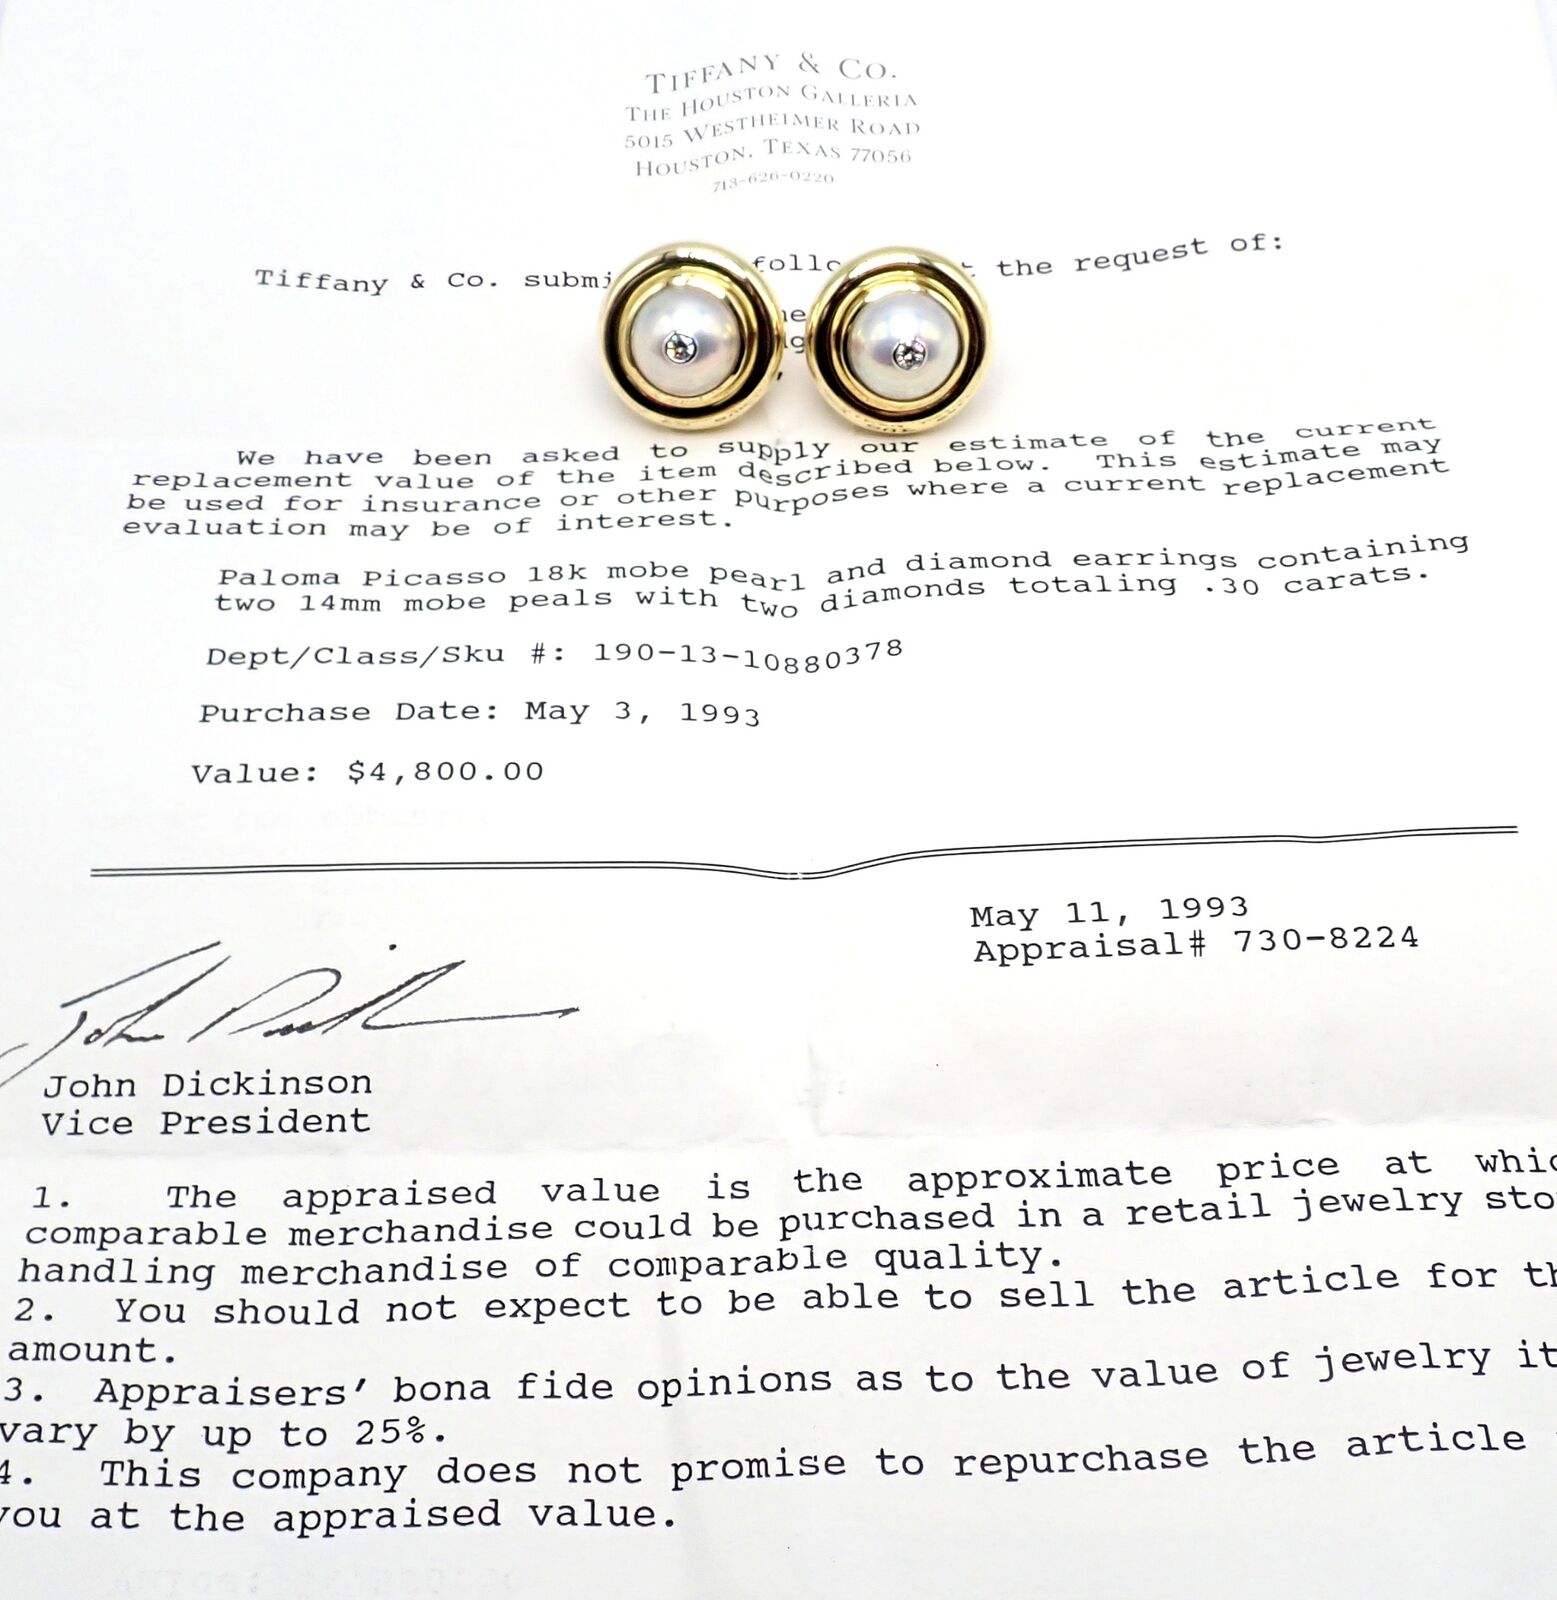 TIFFANY & CO.
THE HOUSTON GALLERIA
5015 WESTHEIMER ROAD
HOUSTON, TEXAS 77056
713-626-0220
Tiffany & Co. submi follo the request of:
We have been asked to supply our estimate of the current
replacement value of the item described below. This estimate may
be used for insurance or other purposes where a current replacement
evaluation may be of interest.
Paloma Picasso 18k mobe pearl and diamond earrings containing
two 14mm mobe peals with two diamonds totaling .30 carats.
Dept/Class/Sku #: 190-13-10880378
Purchase Date: May 3, 1993
Value: $4,800.00
May 11, 1993
Appraisal# 730-8224
John Dickinson
John Dickinson
Vice President
1. The appraised value is the approximate price at whic
comparable merchandise could be purchased in a retail jewelry sto
handling merchandise of comparable quality.
2. You should not expect to be able to sell the article for th
amount.
3. Appraisers' bona fide opinions as to the value of jewelry it
vary by up to 25%.
4. This company does not promise to repurchase the article
you at the appraised value.